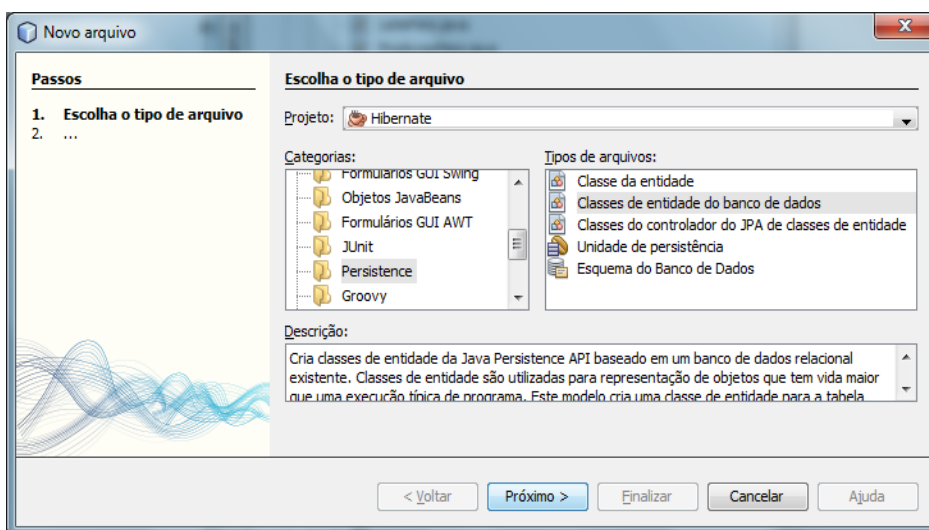 Novo arquivo
Passos
1. Escolha o tipo de arquivo
2. ...
Escolha o tipo de arquivo
Projeto: Hibernate
Categorias:
Formulários GUI Swing
Objetos JavaBeans
Formulários GUI AWT
JUnit
Persistence
Groovy
Tipos de arquivos:
Classe da entidade
Classes de entidade do banco de dados
Classes do controlador do JPA de classes de entidade
Unidade de persistência
Esquema do Banco de Dados
Descrição:
Cria classes de entidade da Java Persistence API baseado em um banco de dados relacional
existente. Classes de entidade são utilizadas para representação de objetos que tem vida maior
que uma execução típica de programa. Este modelo cria uma classe de entidade para a tabela
< Voltar
Próximo >
Finalizar
Cancelar
Ajuda